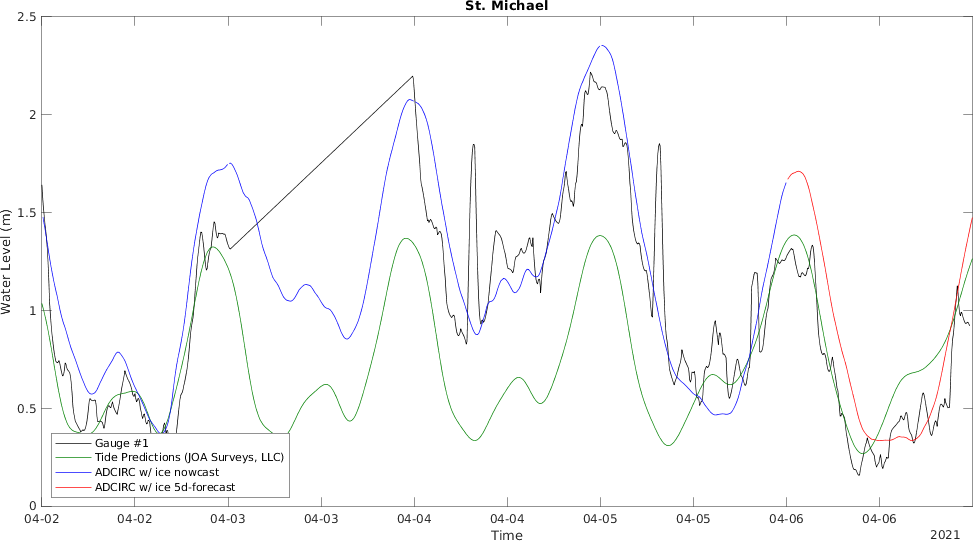 St. Michael
2.5
2
1.5
1
0.5
0
Water Level (m)
Gauge #1
Tide Predictions (JOA Surveys, LLC)
ADCIRC w/ ice nowcast
ADCIRC w/ ice 5d-forecast
04-02 04-02 04-03 04-03 04-04 04-04 04-05 04-05 04-06 04-06
Time
2021